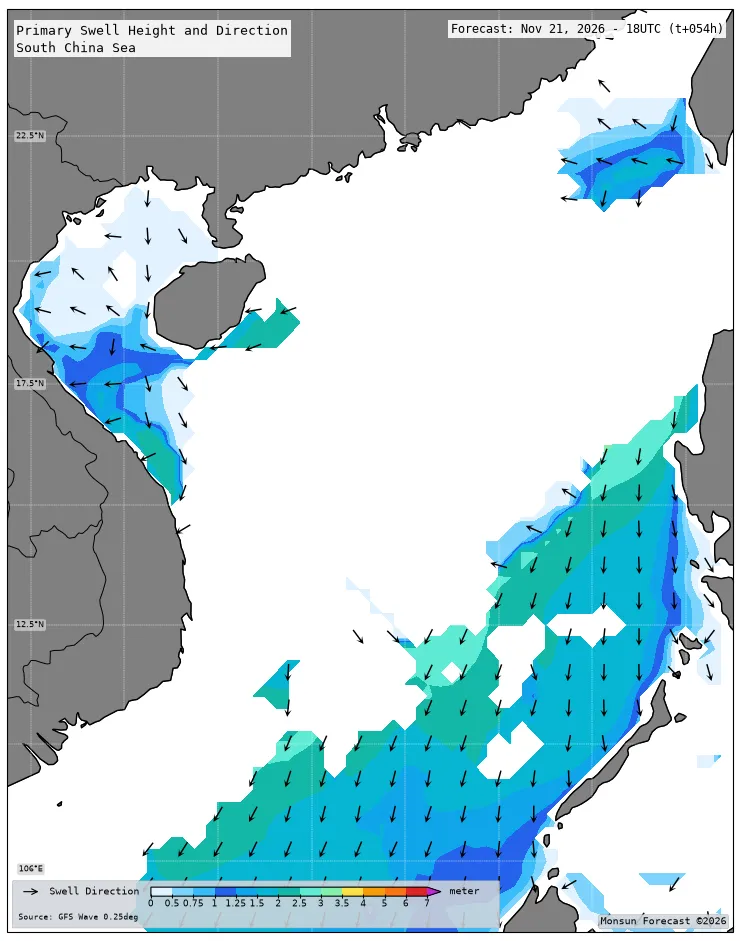 Primary Swell Height and Direction
South China Sea
Forecast: Nov 21, 2026 - 18UTC (t+054h)
22.5°N
17.5°N
12.5°N
106°E
Swell Direction
meter
0 0.5 0.75 1 1.25 1.5 2 2.5 3 3.5 4 5 6 7
Source: GFS Wave 0.25deg
Monsun Forecast ©2026